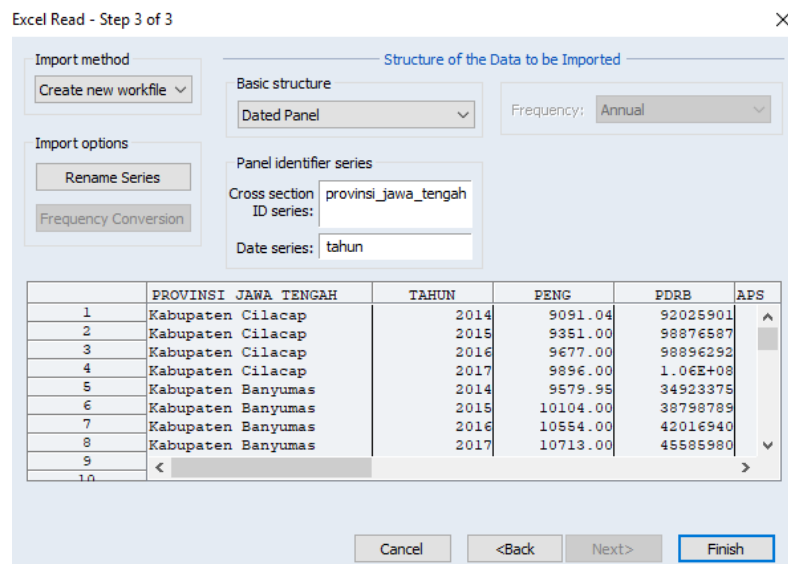 Excel Read - Step 3 of 3
Import method
Create new workfile
Import options
Rename Series
Frequency Conversion
Structure of the Data to be Imported
Basic structure
Dated Panel
Frequency: Annual
Panel identifier series
Cross section ID series: provinsi_jawa_tengah
Date series: tahun
PROVINSI JAWA TENGAH TAHUN PENG PDRB APS
1 Kabupaten Cilacap 2014 9091.04 92025901
2 Kabupaten Cilacap 2015 9351.00 98876587
3 Kabupaten Cilacap 2016 9677.00 98896292
4 Kabupaten Cilacap 2017 9896.00 1.06E+08
5 Kabupaten Banyumas 2014 9579.95 34923375
6 Kabupaten Banyumas 2015 10104.00 38798789
7 Kabupaten Banyumas 2016 10554.00 42016940
8 Kabupaten Banyumas 2017 10713.00 45585980
9
10
Cancel <Back Next> Finish